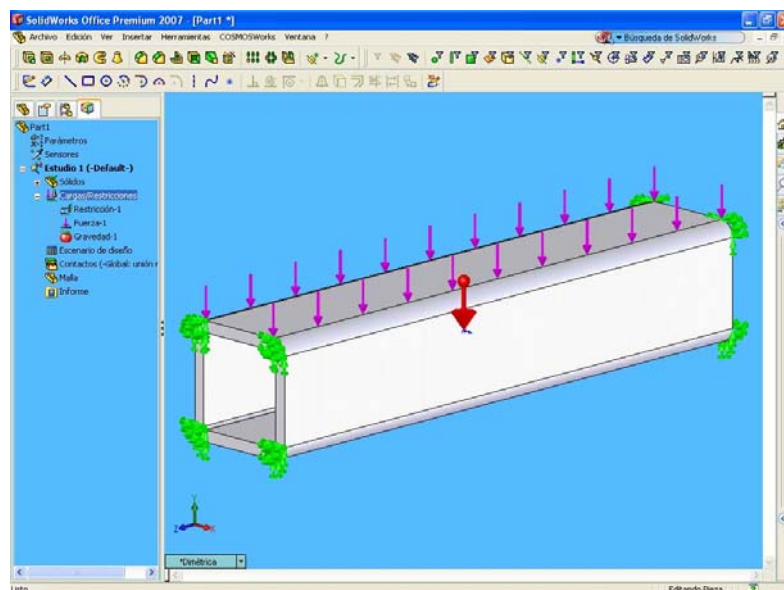 SolidWorks Office Premium 2007 - [Part1 *]
Archivo Edición Ver Insertar Herramientas COSMOSWorks Ventana ?
Búsqueda de SolidWorks
Part1
Parámetros
Sensores
Estudio 1 (-Default-)
Sólidos
Cargas/Restricciones
Restricción-1
Fuerza-1
Gravedad-1
Escenario de diseño
Contactos (-Global: unión r
Malla
Informe
Y
Z
X
*Dimétrica
Listo
Editando Pieza